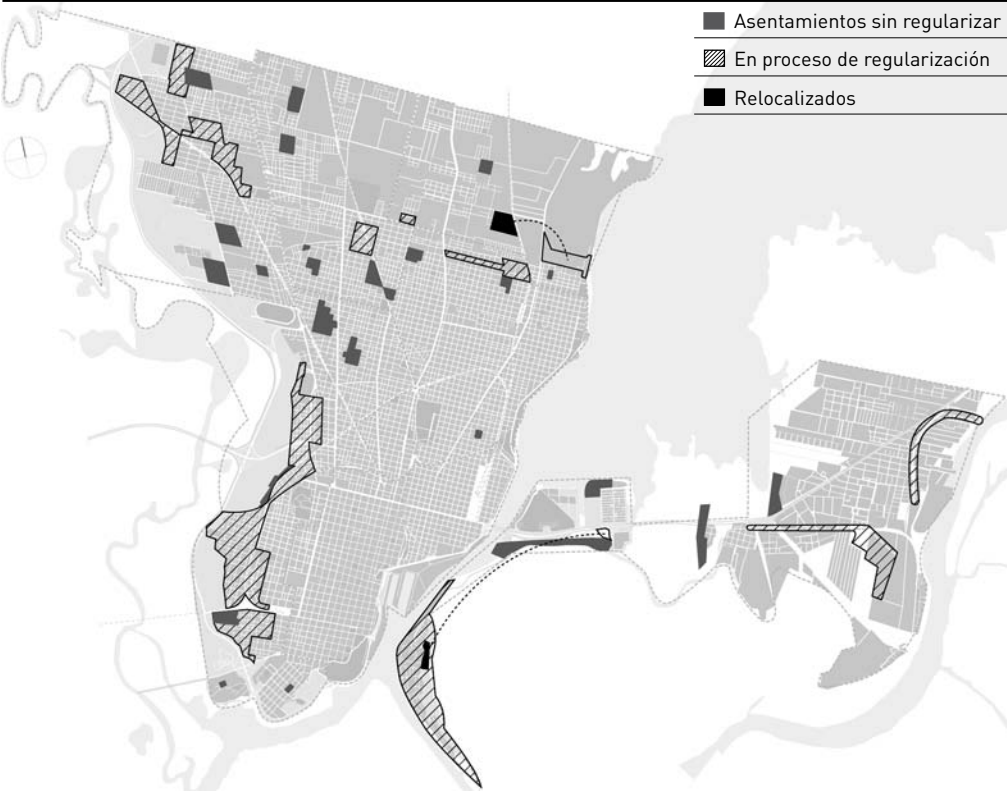 Asentamientos sin regularizar
En proceso de regularización
Relocalizados